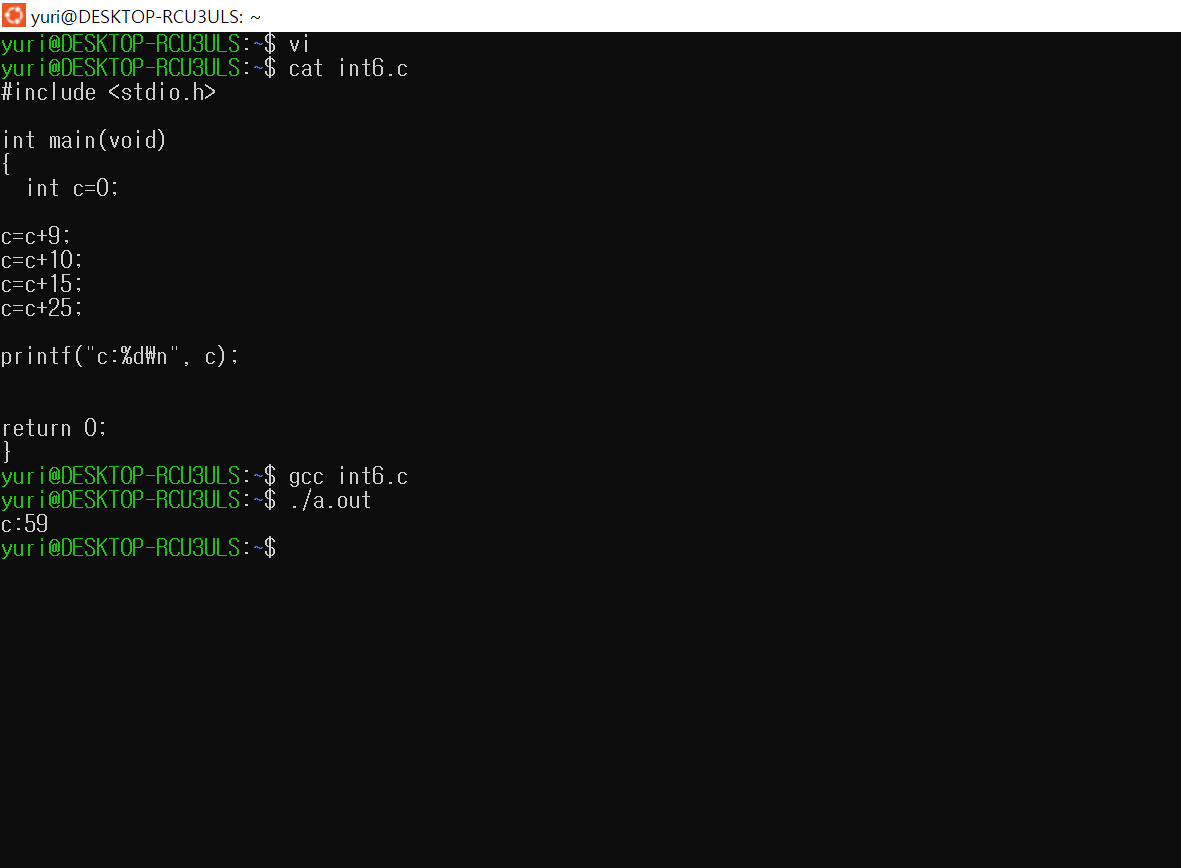 yuri@DESKTOP-RCU3ULS: ~
yuri@DESKTOP-RCU3ULS:~$ vi
yuri@DESKTOP-RCU3ULS:~$ cat int6.c
#include <stdio.h>
int main(void)
{
  int c=0;
c=c+9;
c=c+10;
c=c+15;
c=c+25;
printf("c:%d₩n", c);
return 0;
}
yuri@DESKTOP-RCU3ULS:~$ gcc int6.c
yuri@DESKTOP-RCU3ULS:~$ ./a.out
c:59
yuri@DESKTOP-RCU3ULS:~$